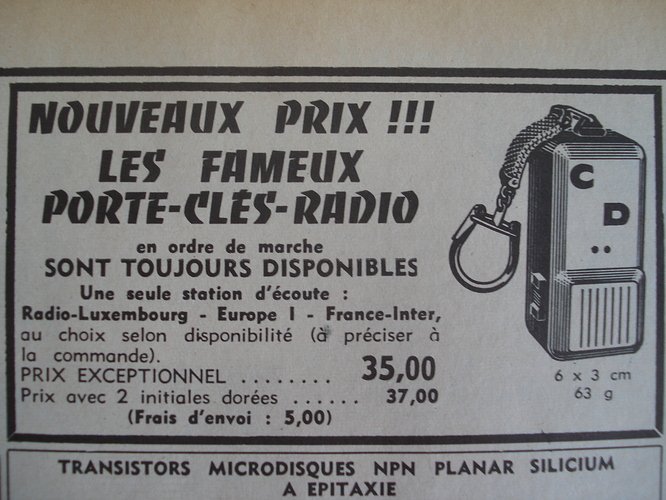 NOUVEAUX PRIX !!!
LES FAMEUX
PORTE-CLÉS-RADIO
en ordre de marche
SONT TOUJOURS DISPONIBLES
Une seule station d'écoute :
Radio-Luxembourg - Europe I - France-Inter,
au choix selon disponibilité (à préciser à
la commande).
PRIX EXCEPTIONNEL ........ 35,00
Prix avec 2 initiales dorées ...... 37,00
(Frais d'envoi : 5,00)
C
D
6 x 3 cm
63 g
TRANSISTORS MICRODISQUES NPN PLANAR SILICIUM
A EPITAXIE